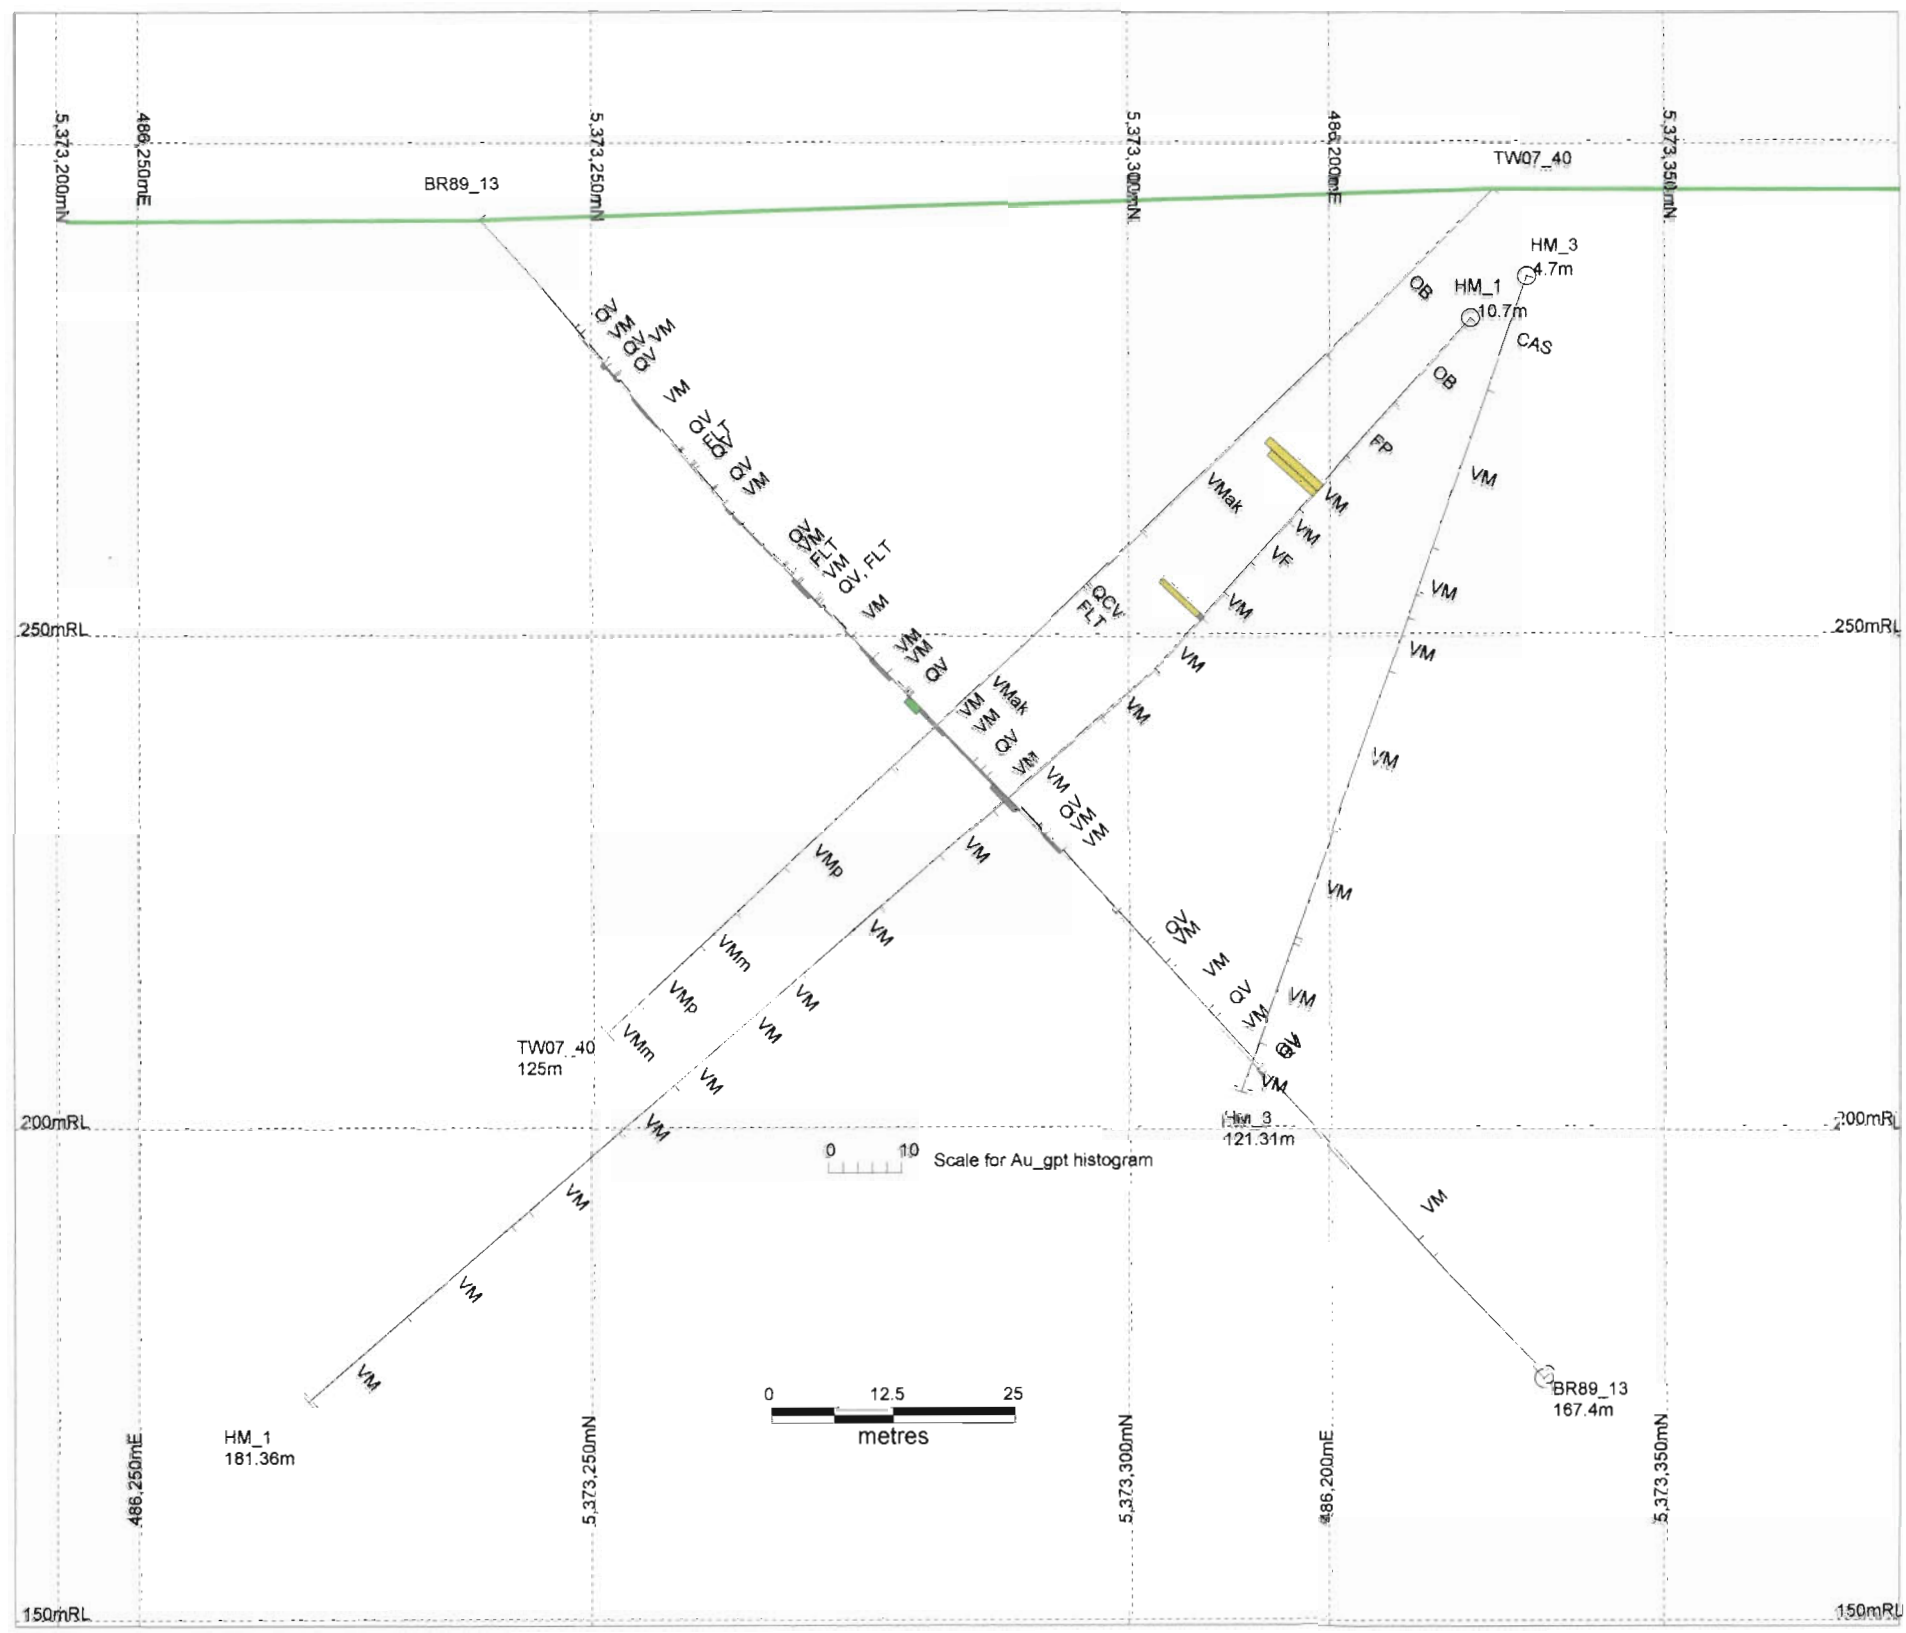 5,373,200mN
486,250mE
5,373,250mN
5,373,300mN
486,200mE
5,373,350mN
TW07_40
BR89_13
HM_3
4.7m
HM_1
10.7m
OB
CAS
OB
QV
VM
QV
VM
QV
VM
FP
VM
QV
FLT
QV
QV
VM
VMak
VM
VM
VF
QV
VM
FLT
VM
QV, FLT
VM
QCV
FLT
VM
VM
250mRL
250mRL
VM
VM
QV
VM
VM
VMak
VM
VM
VM
QV
VM
VM
VM
QV
VM
VM
VMp
VM
VM
QV
VM
VM
VMm
VM
QV
VM
VMp
VM
VM
VMm
VM
QV
TW07_40
125m
VM
VM
HM_3
121.31m
200mRL
VM
0 10
Scale for Au_gpt histogram
VM
VM
VM
VM
0 12.5 25
metres
BR89_13
167.4m
HM_1
181.36m
486,250mE
5,373,250mN
5,373,300mN
486,200mE
5,373,350mN
150mRL
150mRL